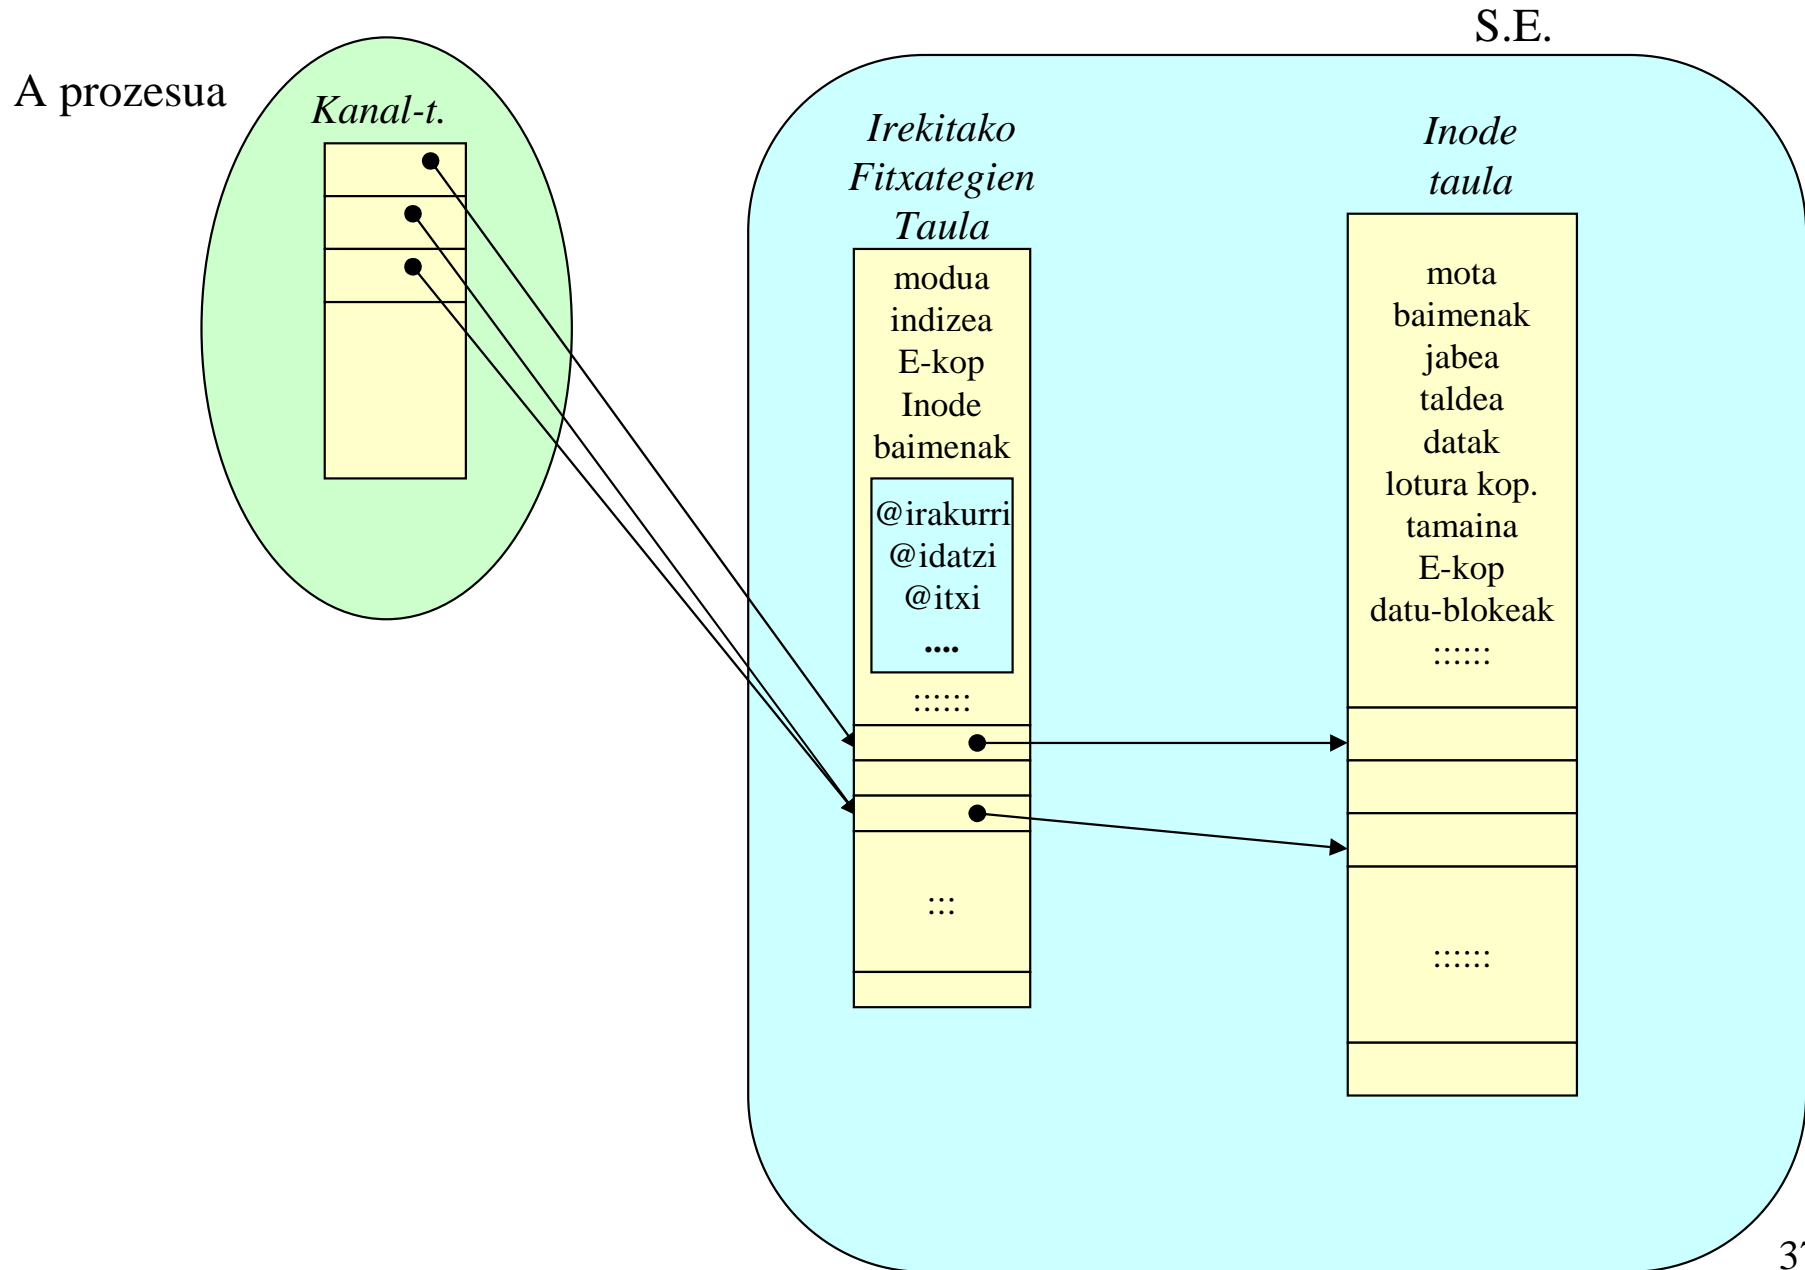 S.E.
A prozesua
Kanal-t.
Irekitako
Fitxategien
Taula
modua
indizea
E-kop
Inode
baimenak
@irakurri
@idatzi
@itxi
....
::::::
:::
Inode
taula
mota
baimenak
jabea
taldea
datak
lotura kop.
tamaina
E-kop
datu-blokeak
::::::
::::::